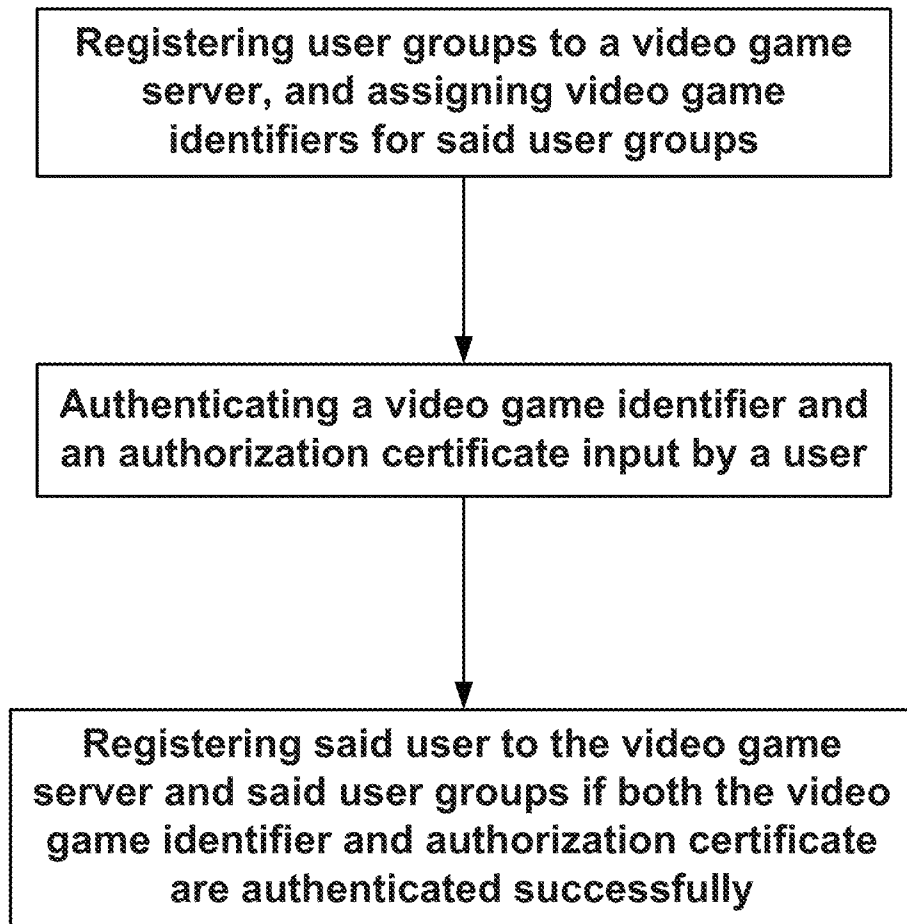 Registering user groups to a video game
server, and assigning video game
identifiers for said user groups
Authenticating a video game identifier and
an authorization certificate input by a user
Registering said user to the video game
server and said user groups if both the video
game identifier and authorization certificate
are authenticated successfully